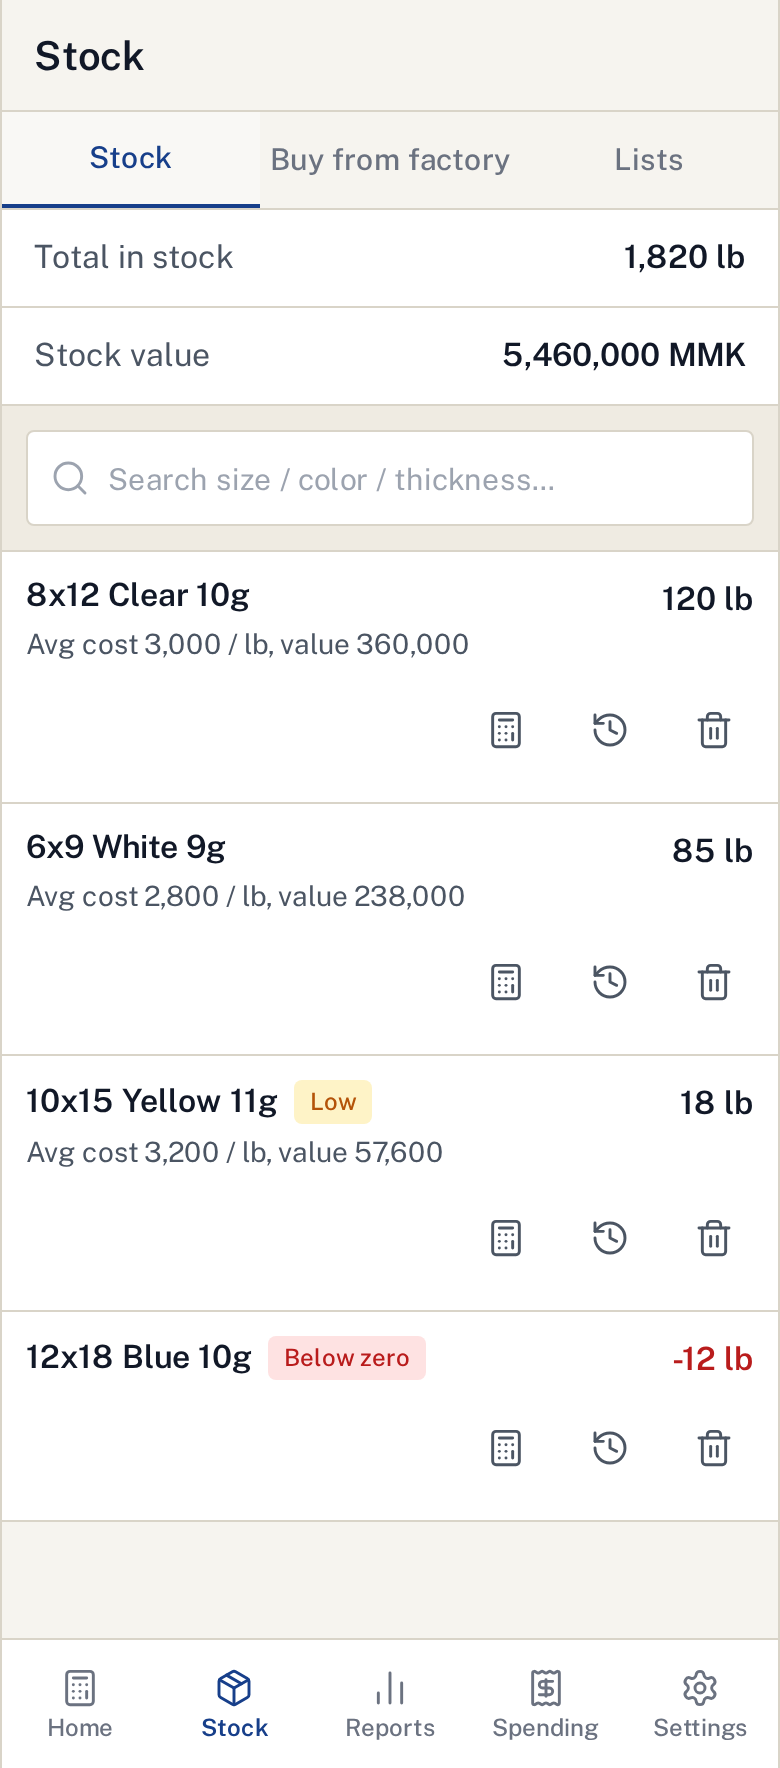 Stock
Stock
Buy from factory
Lists
Total in stock
1,820 lb
Stock value
5,460,000 MMK
Search size / color / thickness...
8x12 Clear 10g
120 lb
Avg cost 3,000 / lb, value 360,000
6x9 White 9g
85 lb
Avg cost 2,800 / lb, value 238,000
10x15 Yellow 11g
Low
18 lb
Avg cost 3,200 / lb, value 57,600
12x18 Blue 10g
Below zero
-12 lb
Home
Stock
Reports
Spending
Settings